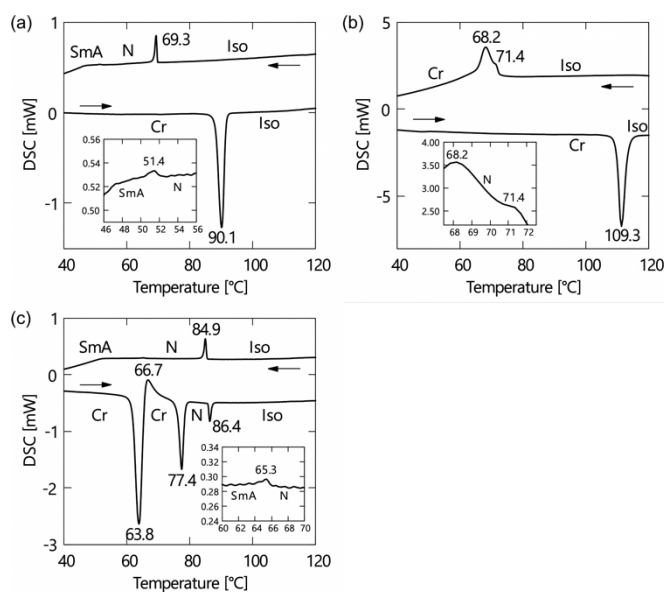 (a)
1
69.3
SmA N Iso
DSC [mW]
0
Cr Iso
0.56
0.54
0.52
0.50
51.4
SmA N
46 48 50 52 54 56
-1
90.1
40 60 80 100 120
Temperature [°C]
(b)
5
68.2
71.4
Cr Iso
DSC [mW]
0
Cr Iso
4.00
3.50
3.00
2.50
68.2
N
71.4
68 69 70 71 72
-5
109.3
40 60 80 100 120
Temperature [°C]
(c)
1
84.9
SmA N Iso
DSC [mW]
0
66.7
Cr Cr N Iso
86.4
-1
77.4
0.34
0.32
0.30
0.28
0.26
0.24
65.3
SmA N
60 62 64 66 68 70
-2
63.8
-3
40 60 80 100 120
Temperature [°C]